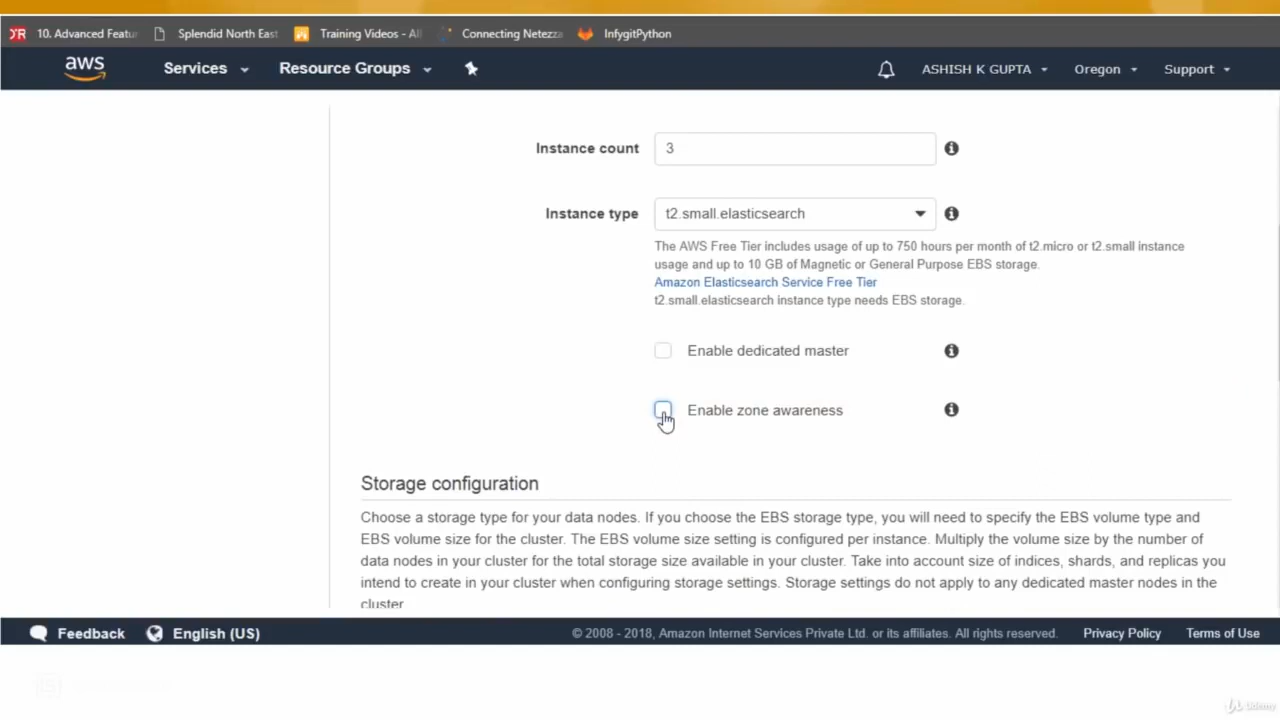 10. Advanced Featu
Splendid North East
Training Videos - All
Connecting Netezza
InfygitPython
aws
Services
Resource Groups
ASHISH K GUPTA
Oregon
Support
Instance count
3
Instance type
t2.small.elasticsearch
The AWS Free Tier includes usage of up to 750 hours per month of t2.micro or t2.small instance
usage and up to 10 GB of Magnetic or General Purpose EBS storage.
Amazon Elasticsearch Service Free Tier
t2.small.elasticsearch instance type needs EBS storage.
Enable dedicated master
Enable zone awareness
Storage configuration
Choose a storage type for your data nodes. If you choose the EBS storage type, you will need to specify the EBS volume type and
EBS volume size for the cluster. The EBS volume size setting is configured per instance. Multiply the volume size by the number of
data nodes in your cluster for the total storage size available in your cluster. Take into account size of indices, shards, and replicas you
intend to create in your cluster when configuring storage settings. Storage settings do not apply to any dedicated master nodes in the
cluster
Feedback
English (US)
© 2008 - 2018, Amazon Internet Services Private Ltd. or its affiliates. All rights reserved.
Privacy Policy
Terms of Use
Udemy